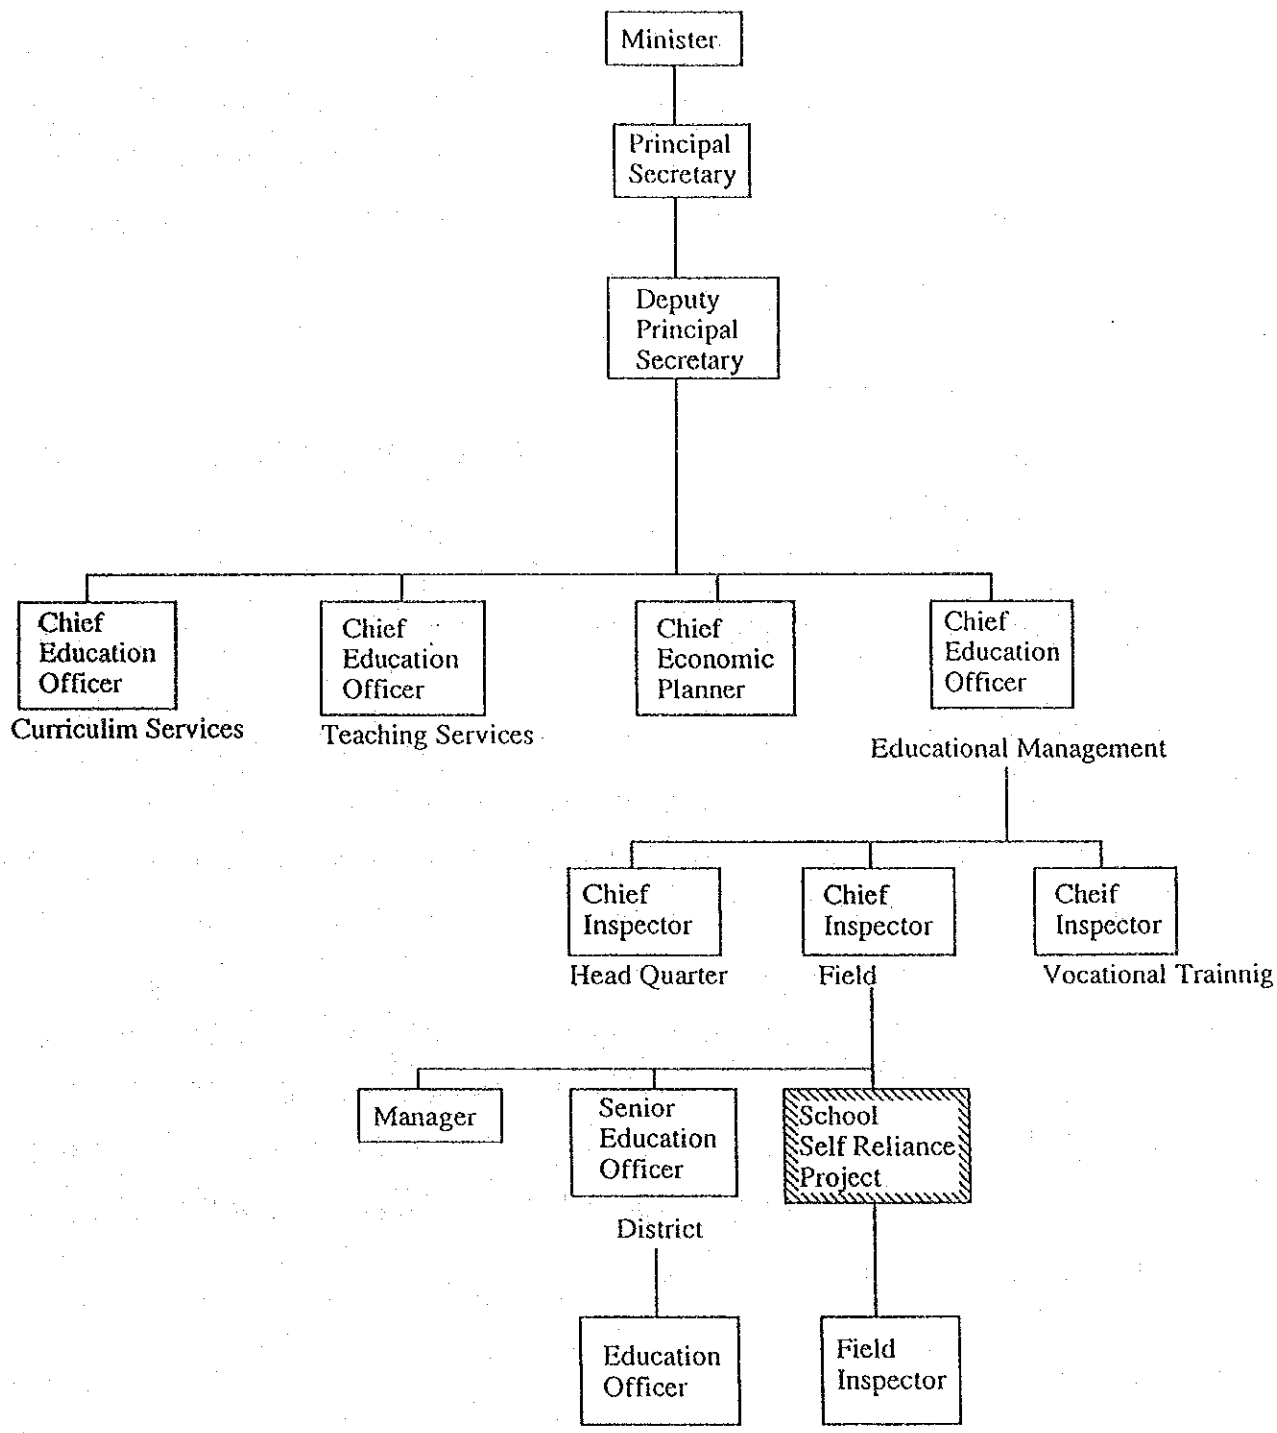 Minister
Principal
Secretary
Deputy
Principal
Secretary
Chief
Education
Officer
Curriculim Services
Chief
Education
Officer
Teaching Services
Chief
Economic
Planner
Chief
Education
Officer
Educational Management
Chief
Inspector
Head Quarter
Chief
Inspector
Field
Cheif
Inspector
Vocational Trainnig
Manager
Senior
Education
Officer
District
School
Self Reliance
Project
Education
Officer
Field
Inspector